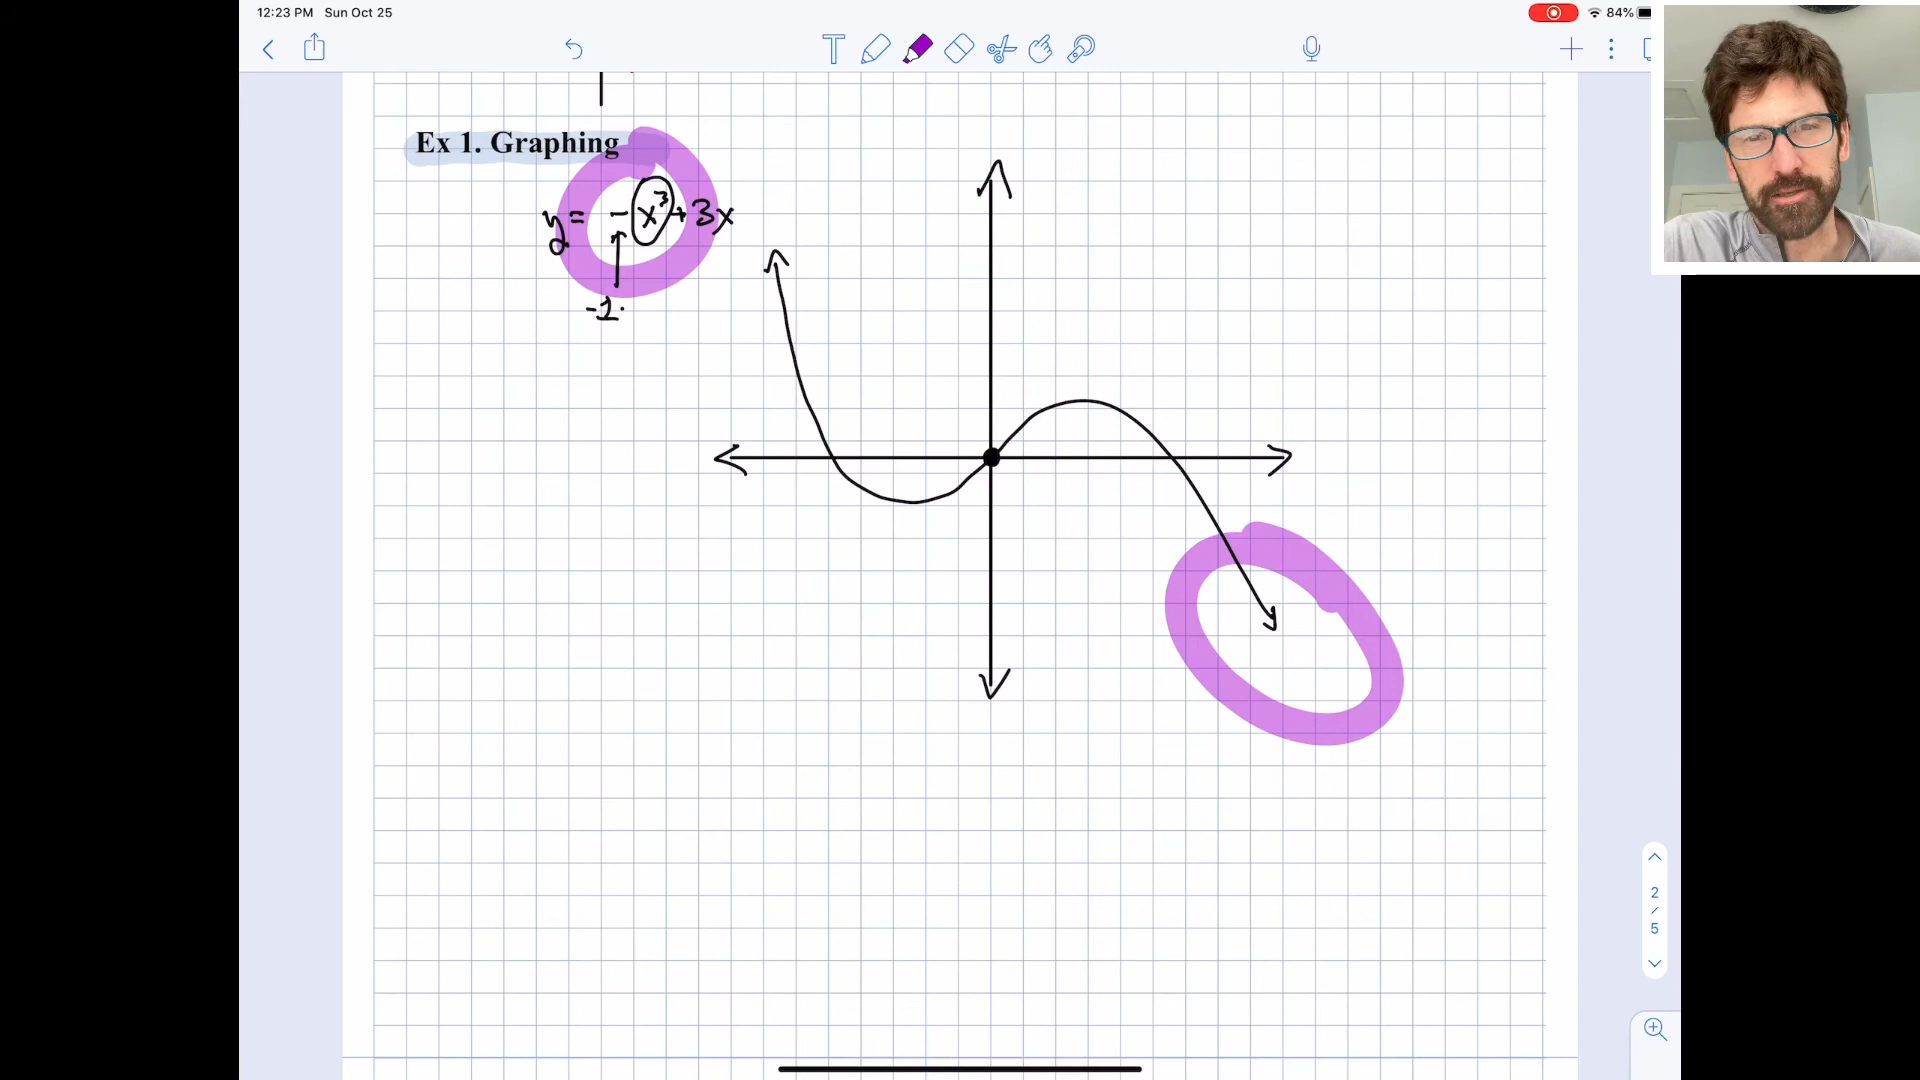 12:23 PM Sun Oct 25
84%
T
Ex 1. Graphing
y = - x³ + 3x
-1·
2
/
5